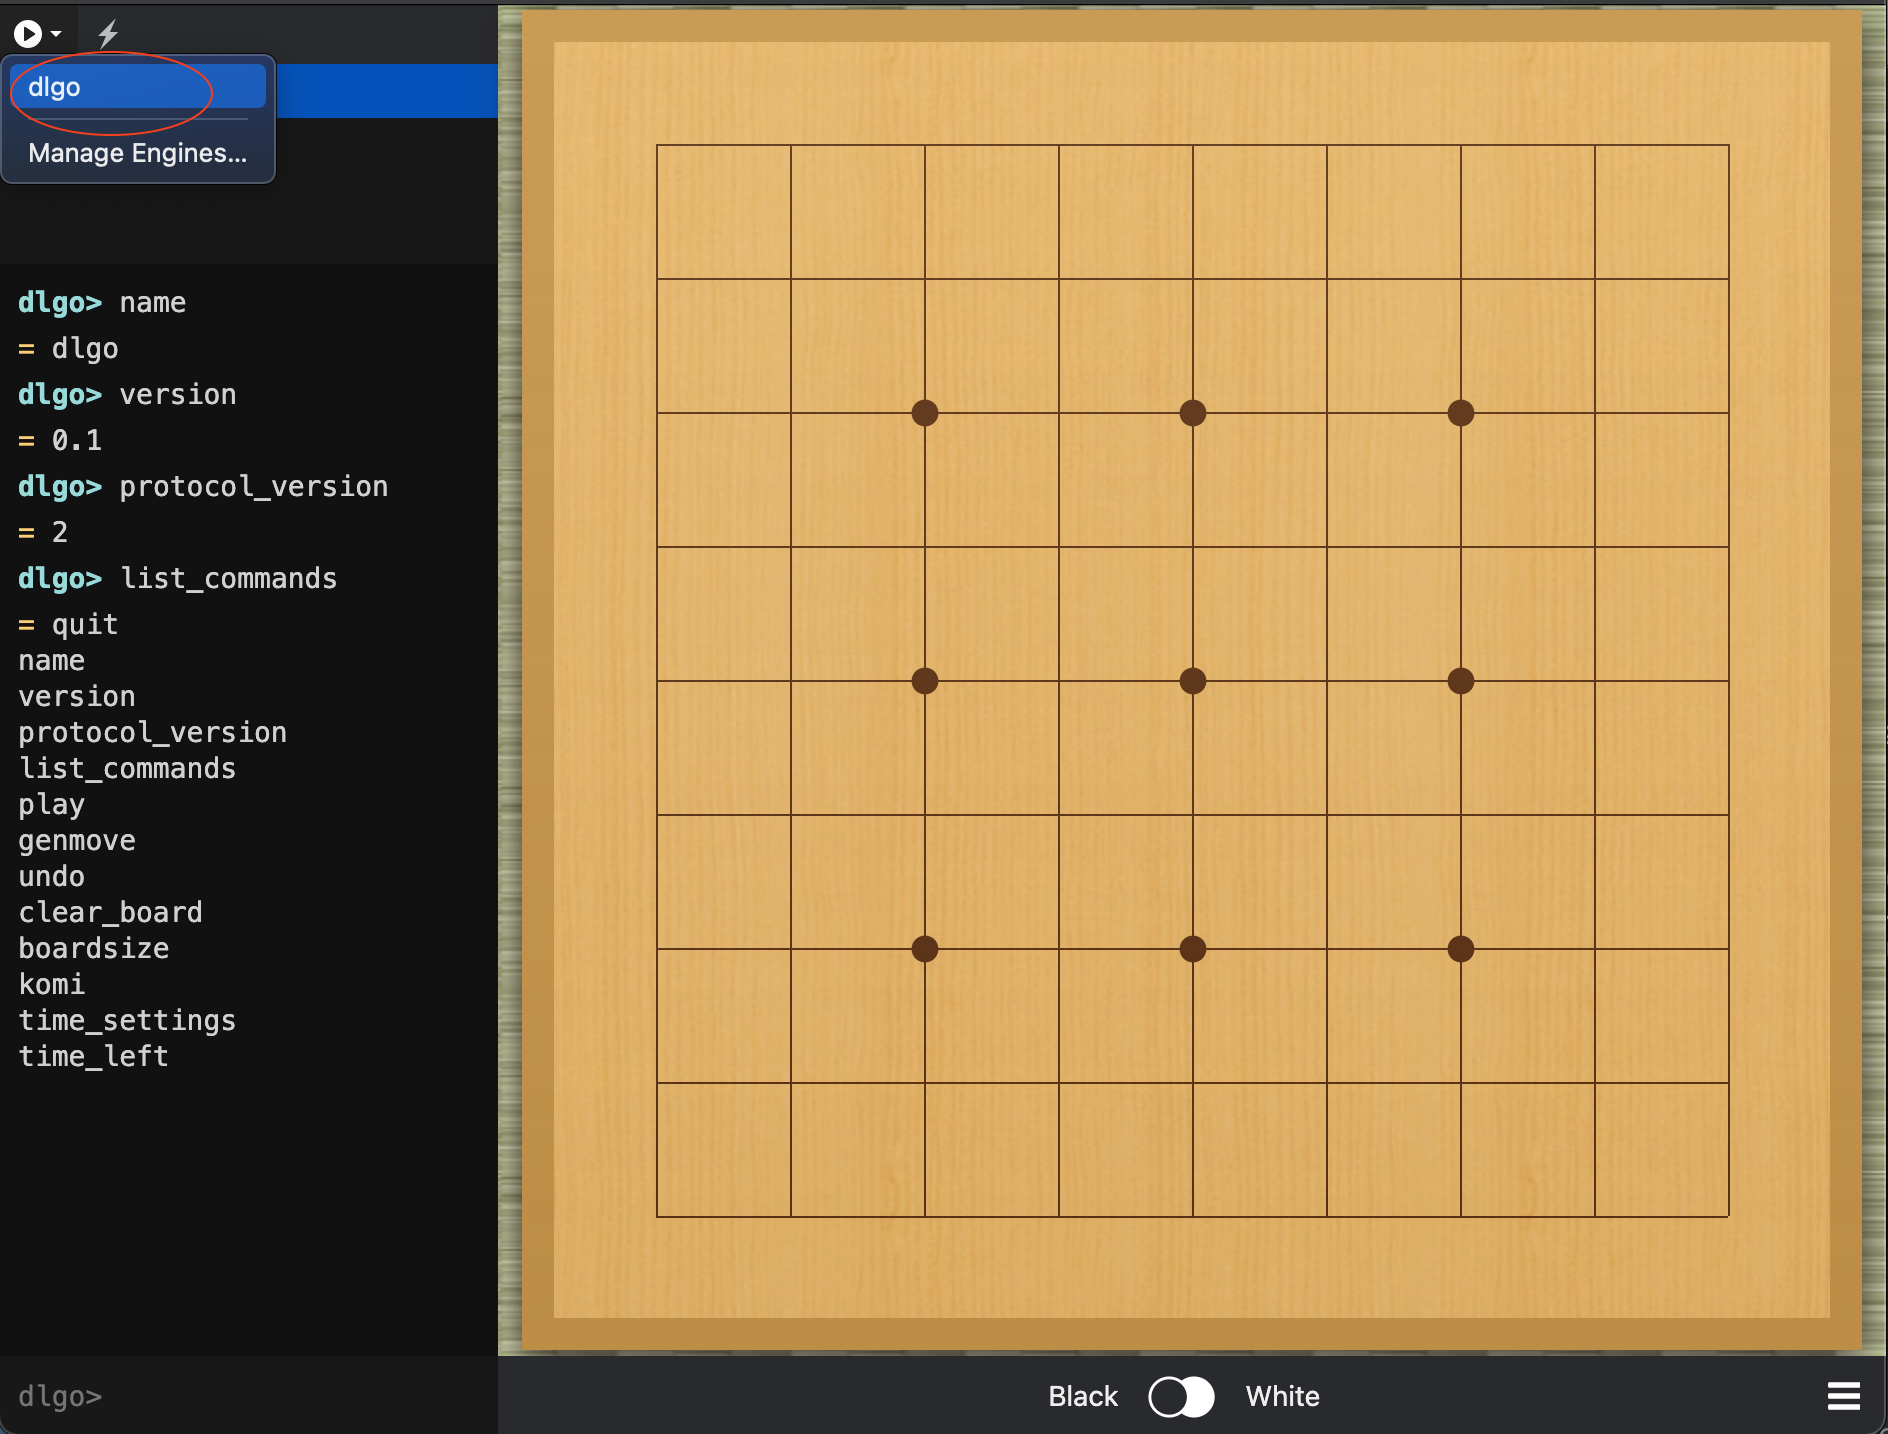 dlgo
Manage Engines...
dlgo> name
= dlgo
dlgo> version
= 0.1
dlgo> protocol_version
= 2
dlgo> list_commands
= quit
name
version
protocol_version
list_commands
play
genmove
undo
clear_board
boardsize
komi
time_settings
time_left
dlgo>
Black White